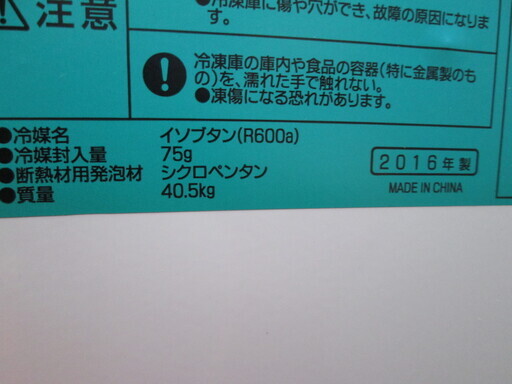 注意
●冷凍庫に傷や穴ができ、故障の原因になりま
す。
冷凍庫の庫内や食品の容器(特に金属製のも
の)を、濡れた手で触れない。
●凍傷になる恐れがあります。
●冷媒名 イソブタン(R600a)
●冷媒封入量 75g
●断熱材用発泡材 シクロペンタン
●質量 40.5kg
2016年製
MADE IN CHINA